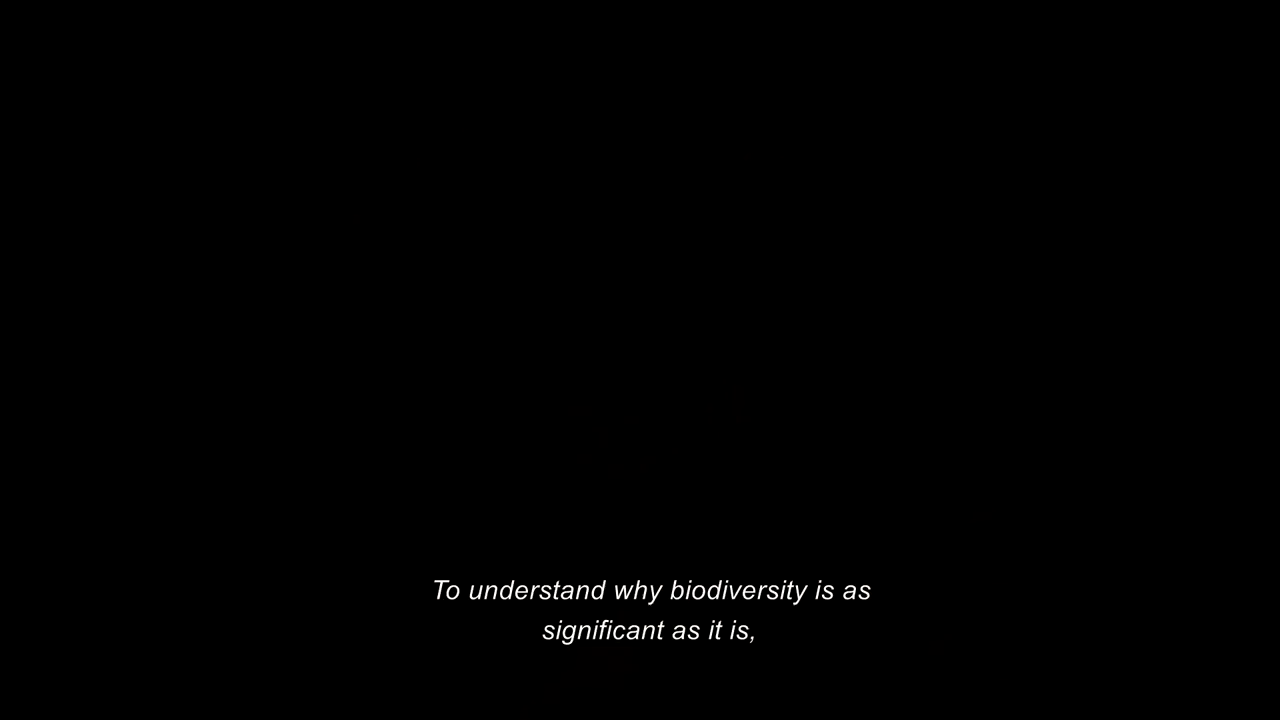 To understand why biodiversity is as
significant as it is,